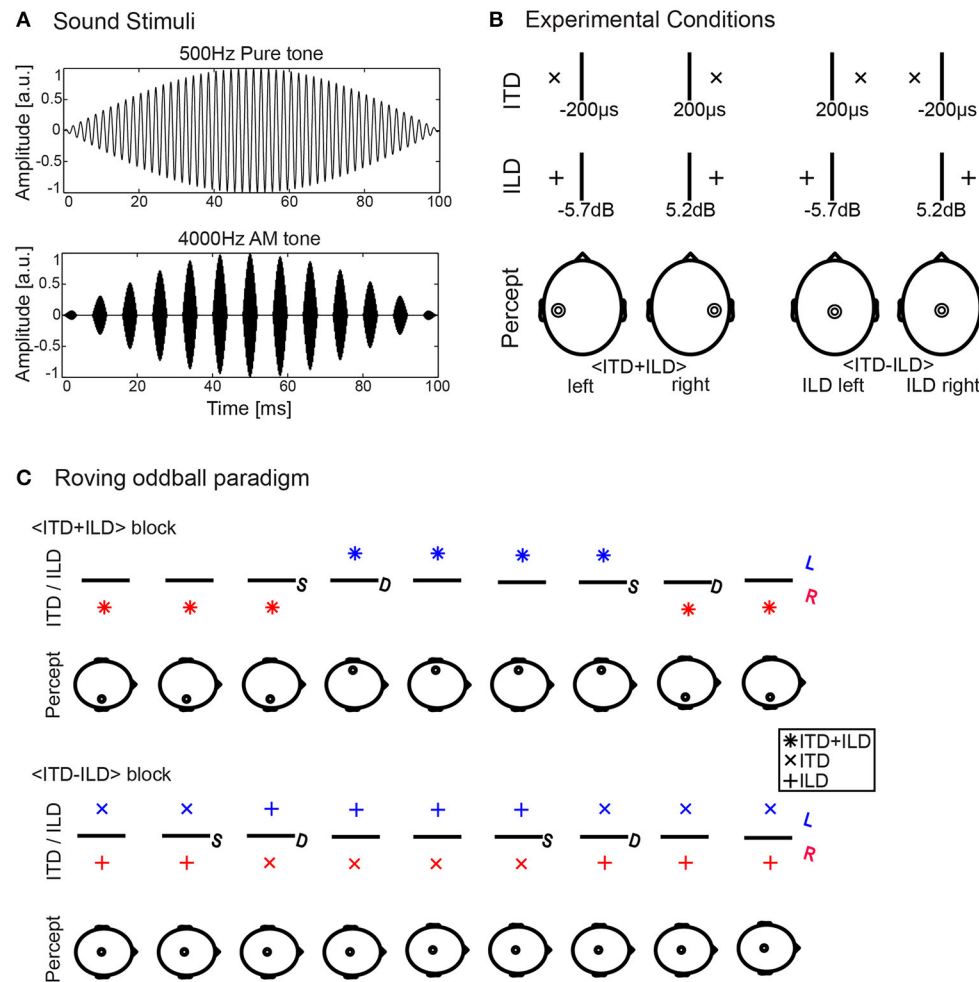 A Sound Stimuli
500Hz Pure tone
Amplitude [a.u.]
1
0.5
0
-0.5
-1
0 20 40 60 80 100
4000Hz AM tone
Amplitude [a.u.]
1
0.5
0
-0.5
-1
0 20 40 60 80 100
Time [ms]
B Experimental Conditions
ITD
-200µs 200µs 200µs -200µs
ILD
-5.7dB 5.2dB -5.7dB 5.2dB
Percept
<ITD+ILD> <ITD-ILD>
left right ILD left ILD right
C Roving oddball paradigm
<ITD+ILD> block
ITD / ILD
L
S D S D
R
Percept
ITD+ILD
ITD
ILD
<ITD-ILD> block
ITD / ILD
L
S D S D
R
Percept